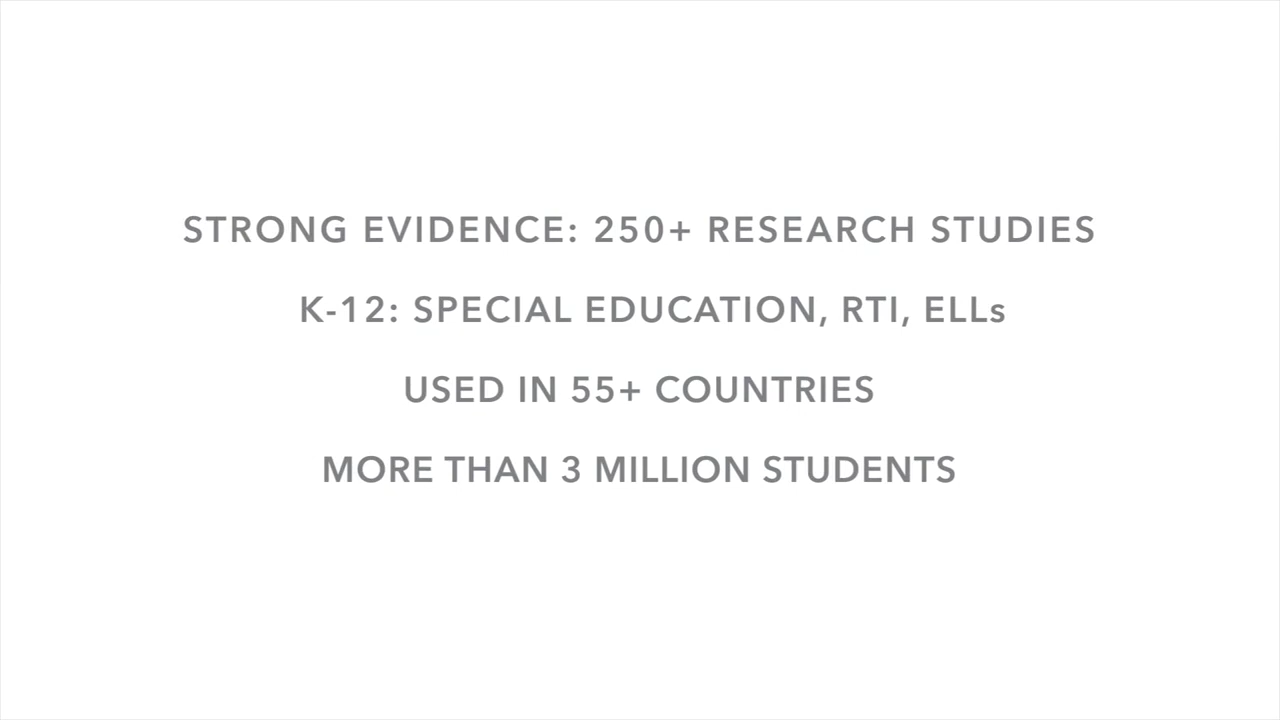 STRONG EVIDENCE: 250+ RESEARCH STUDIES
K-12: SPECIAL EDUCATION, RTI, ELLs
USED IN 55+ COUNTRIES
MORE THAN 3 MILLION STUDENTS